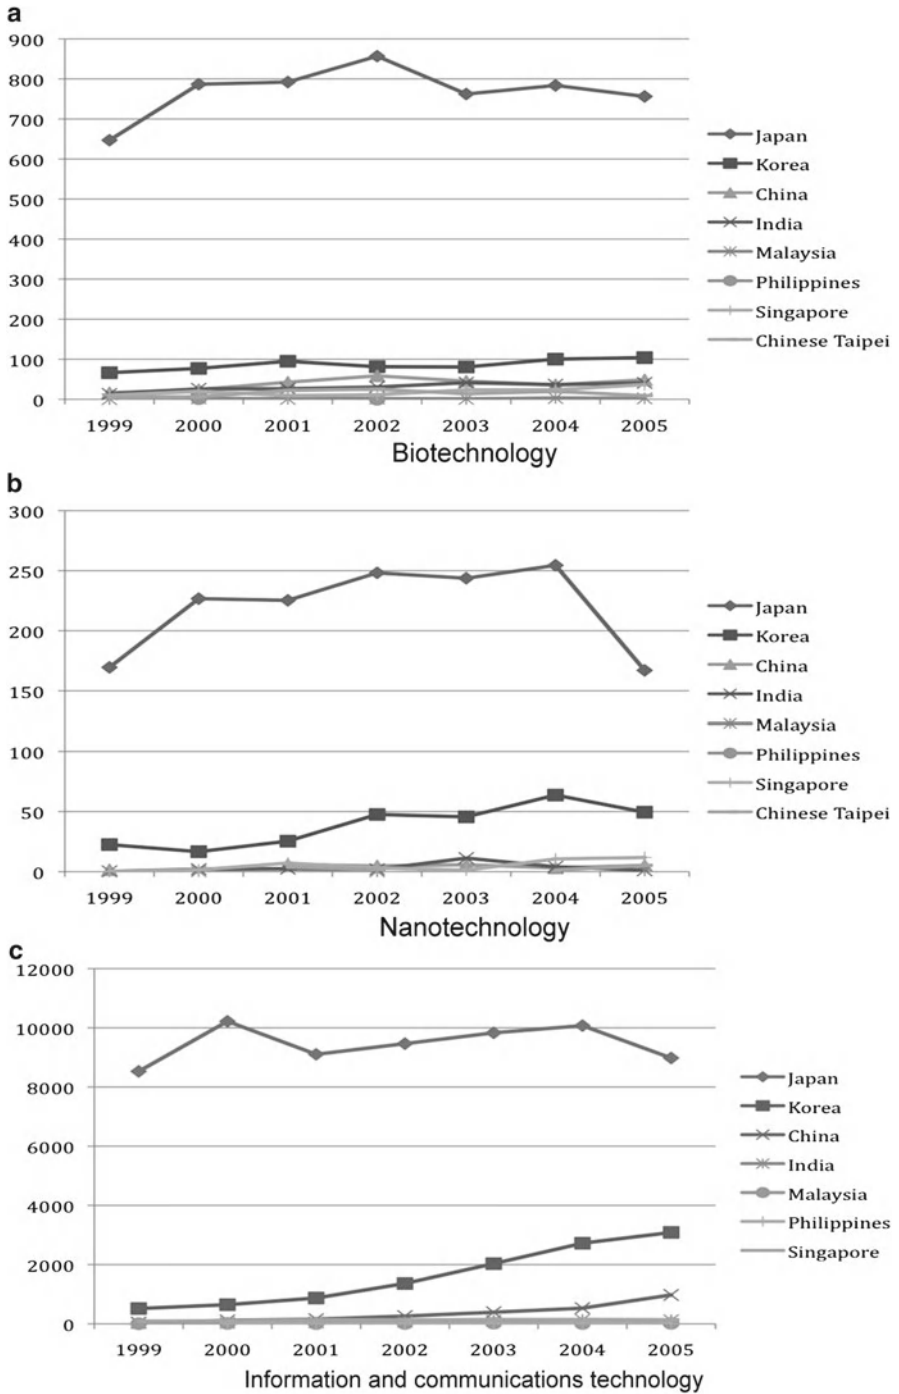 a
900
800
700
600
500
400
300
200
100
0
1999 2000 2001 2002 2003 2004 2005
Biotechnology
Japan
Korea
China
India
Malaysia
Philippines
Singapore
Chinese Taipei
b
300
250
200
150
100
50
0
1999 2000 2001 2002 2003 2004 2005
Nanotechnology
Japan
Korea
China
India
Malaysia
Philippines
Singapore
Chinese Taipei
c
12000
10000
8000
6000
4000
2000
0
1999 2000 2001 2002 2003 2004 2005
Information and communications technology
Japan
Korea
China
India
Malaysia
Philippines
Singapore